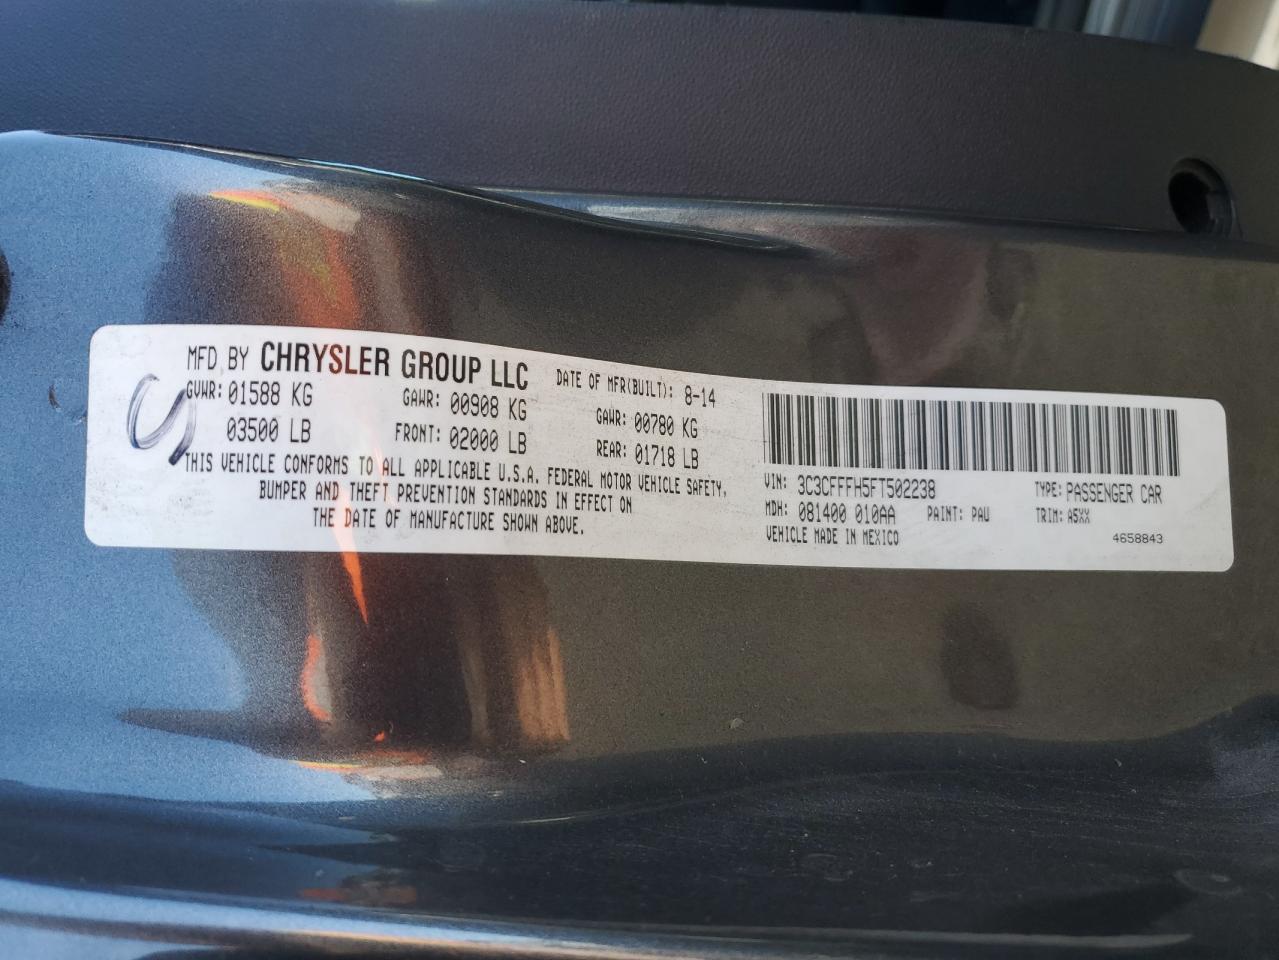 MFD BY CHRYSLER GROUP LLC DATE OF MFR(BUILT): 8-14
GVWR: 01588 KG GAWR: 00908 KG GAWR: 00780 KG
03500 LB FRONT: 02000 LB REAR: 01718 LB
THIS VEHICLE CONFORMS TO ALL APPLICABLE U.S.A. FEDERAL MOTOR VEHICLE SAFETY,
BUMPER AND THEFT PREVENTION STANDARDS IN EFFECT ON
THE DATE OF MANUFACTURE SHOWN ABOVE.
VIN: 3C3CFFFH5FT502238 TYPE: PASSENGER CAR
MDH: 081400 010AA PAINT: PAU TRIM: A5XX
VEHICLE MADE IN MEXICO 4658843